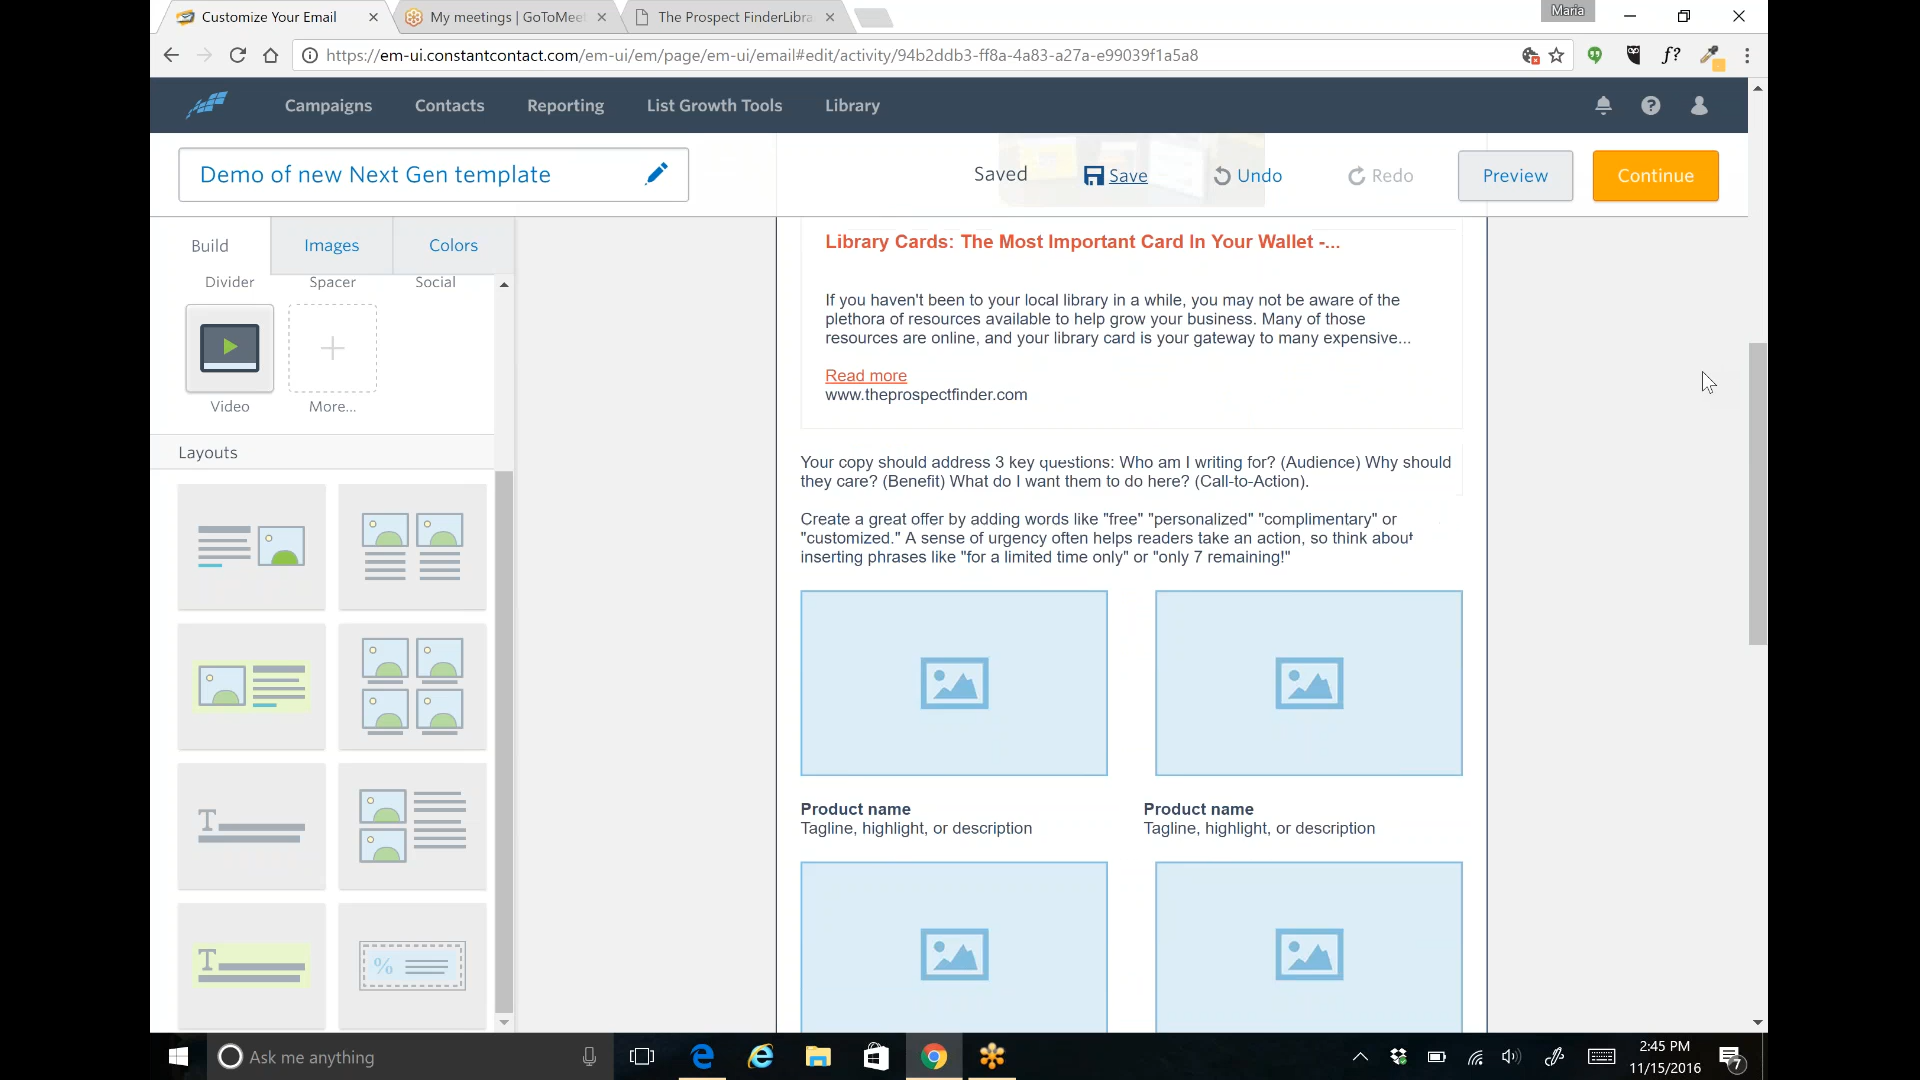 Customize Your Email
My meetings | GoToMeet
The Prospect FinderLibra
Maria
https://em-ui.constantcontact.com/em-ui/em/page/em-ui/email#edit/activity/94b2ddb3-ff8a-4a83-a27a-e99039f1a5a8
f?
Campaigns
Contacts
Reporting
List Growth Tools
Library
?
Demo of new Next Gen template
Saved
Save
Undo
Redo
Preview
Continue
Build
Images
Colors
Divider
Spacer
Social
Video
More...
Layouts
T
T
%
Library Cards: The Most Important Card In Your Wallet -...
If you haven't been to your local library in a while, you may not be aware of the
plethora of resources available to help grow your business. Many of those
resources are online, and your library card is your gateway to many expensive...
Read more
www.theprospectfinder.com
Your copy should address 3 key questions: Who am I writing for? (Audience) Why should
they care? (Benefit) What do I want them to do here? (Call-to-Action).
Create a great offer by adding words like "free" "personalized" "complimentary" or
"customized." A sense of urgency often helps readers take an action, so think about
inserting phrases like "for a limited time only" or "only 7 remaining!"
Product name
Tagline, highlight, or description
Product name
Tagline, highlight, or description
Ask me anything
2:45 PM
11/15/2016
7